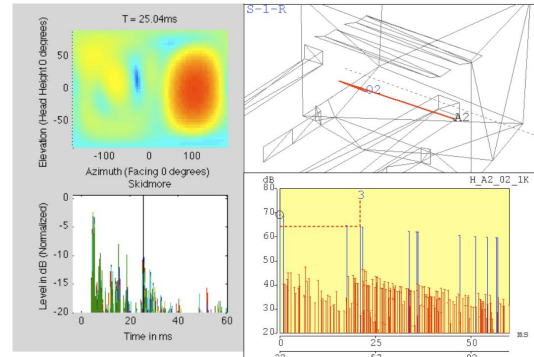 T = 25.04ms
Elevation (Head Height 0 degrees)
50
0
-50
-100
0
100
Azimuth (Facing 0 degrees)
Skidmore
Level in dB (Normalized)
0
-5
-10
-15
-20
0
20
40
60
Time in ms
S-1-R
02
A2
dB
H_A2_02_1K
80
70
60
50
40
30
20
3
0
25
50
ms